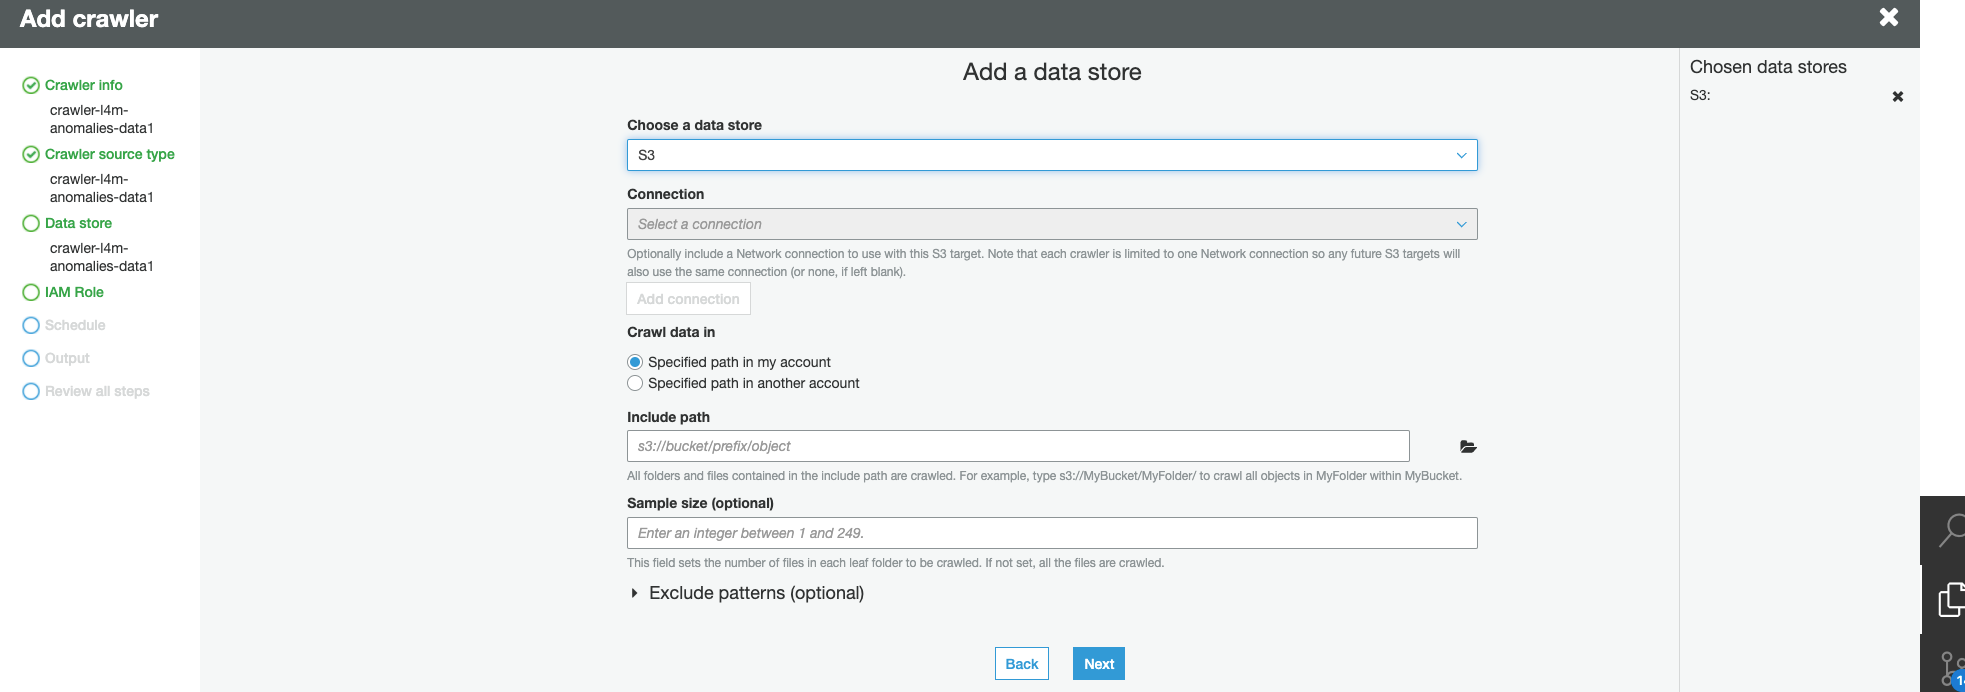 Add crawler
Crawler info
crawler-l4m-
anomalies-data1
Crawler source type
crawler-l4m-
anomalies-data1
Data store
crawler-l4m-
anomalies-data1
IAM Role
Schedule
Output
Review all steps
Add a data store
Choose a data store
S3
Connection
Select a connection
Optionally include a Network connection to use with this S3 target. Note that each crawler is limited to one Network connection so any future S3 targets will
also use the same connection (or none, if left blank).
Add connection
Crawl data in
Specified path in my account
Specified path in another account
Include path
s3://bucket/prefix/object
All folders and files contained in the include path are crawled. For example, type s3://MyBucket/MyFolder/ to crawl all objects in MyFolder within MyBucket.
Sample size (optional)
Enter an integer between 1 and 249.
This field sets the number of files in each leaf folder to be crawled. If not set, all the files are crawled.
Exclude patterns (optional)
Back
Next
Chosen data stores
S3: